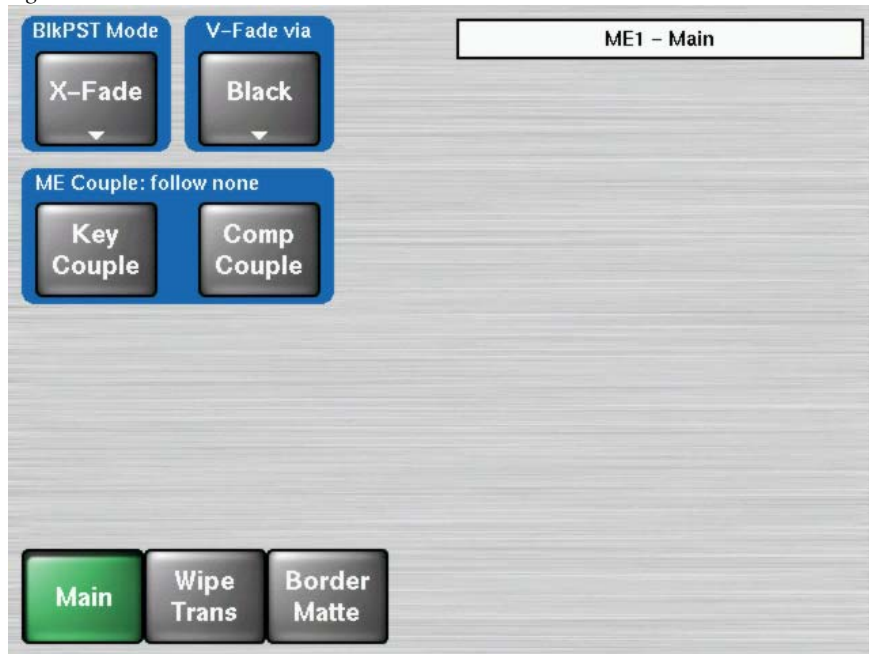 BlkPST Mode
V-Fade via
ME1 - Main
X-Fade
Black
ME Couple: follow none
Key
Couple
Comp
Couple
Main
Wipe
Trans
Border
Matte